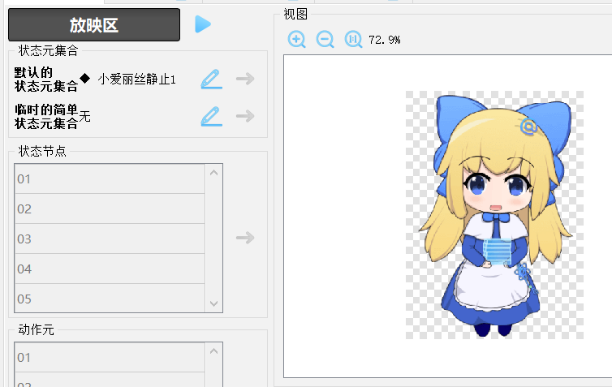 放映区
状态元集合
默认的
状态元集合
◆ 小爱丽丝静止1
临时的简单
状态元集合
无
状态节点
01
02
03
04
05
动作元
01
视图
72.9%